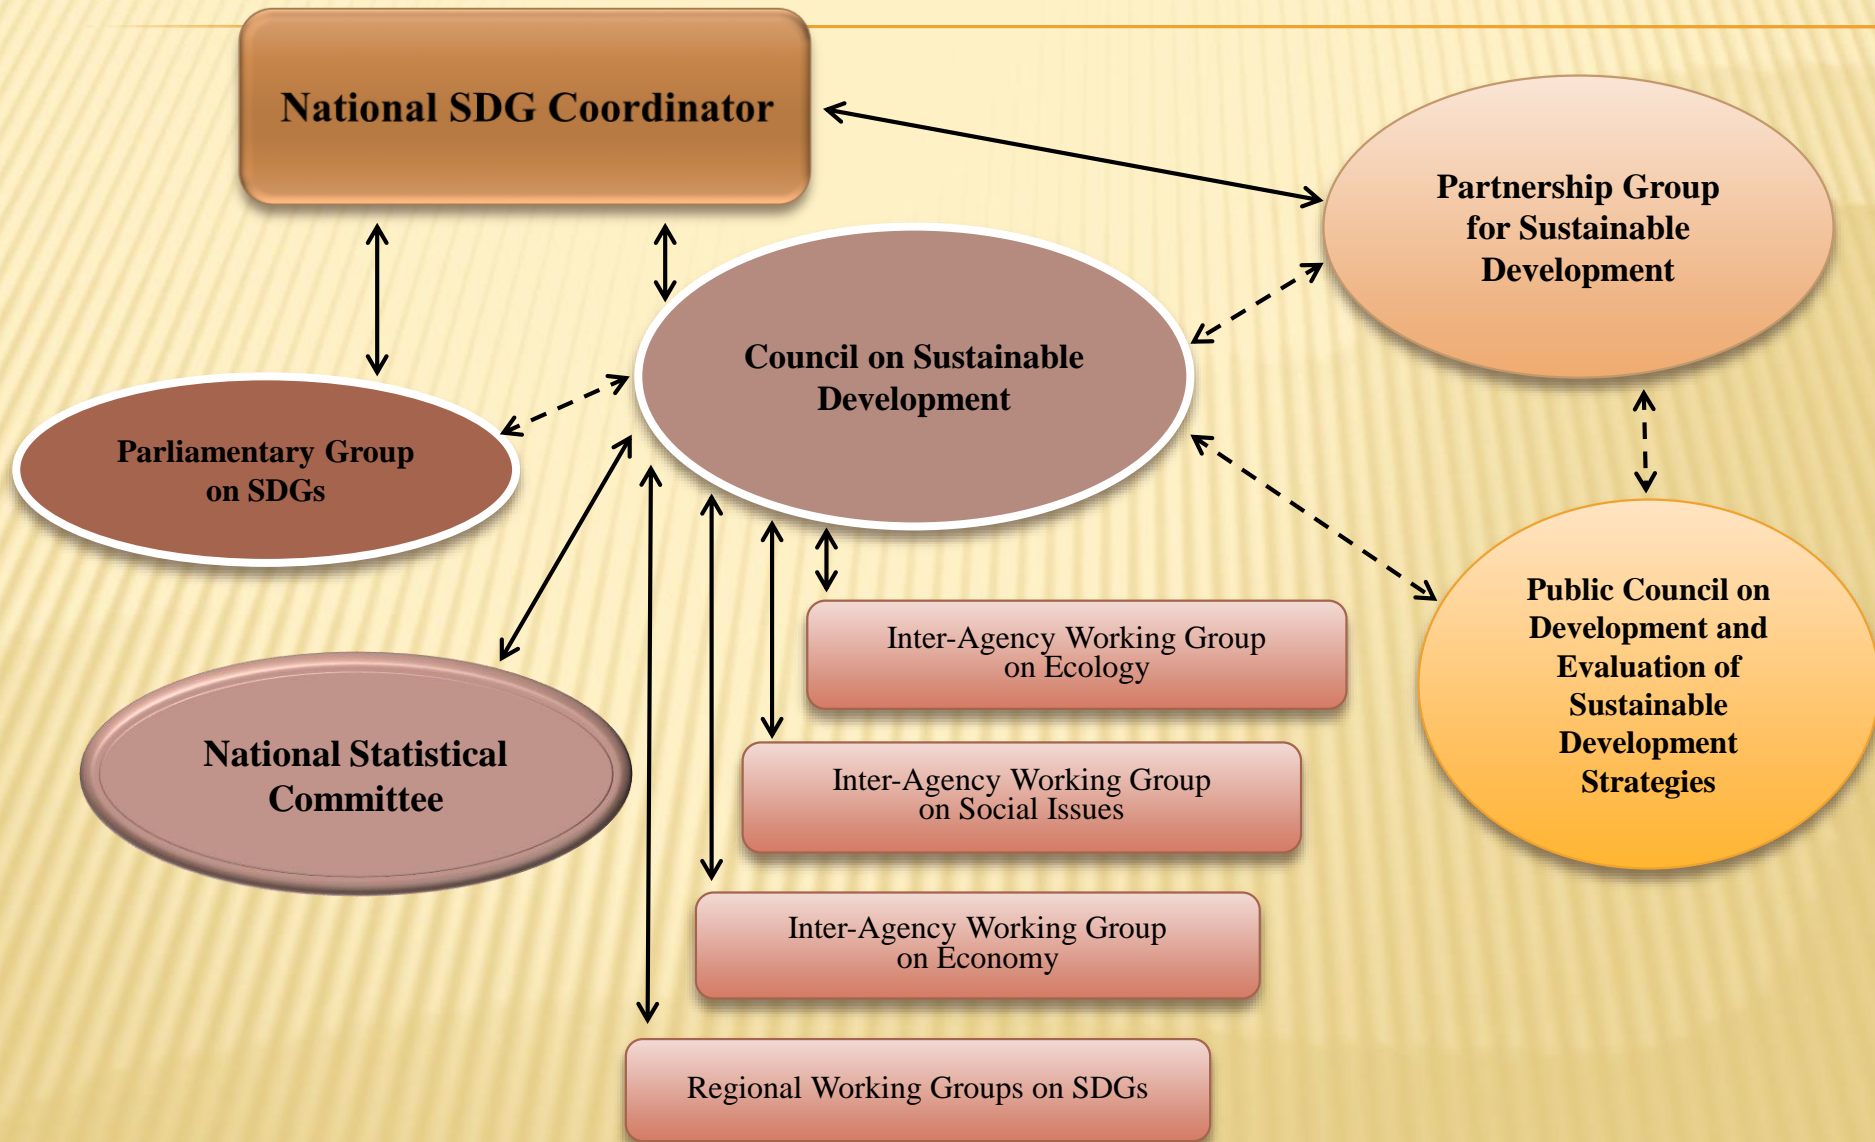 National SDG Coordinator
Partnership Group
for Sustainable
Development
Council on Sustainable
Development
Parliamentary Group
on SDGs
National Statistical
Committee
Inter-Agency Working Group
on Ecology
Inter-Agency Working Group
on Social Issues
Inter-Agency Working Group
on Economy
Regional Working Groups on SDGs
Public Council on
Development and
Evaluation of
Sustainable
Development
Strategies